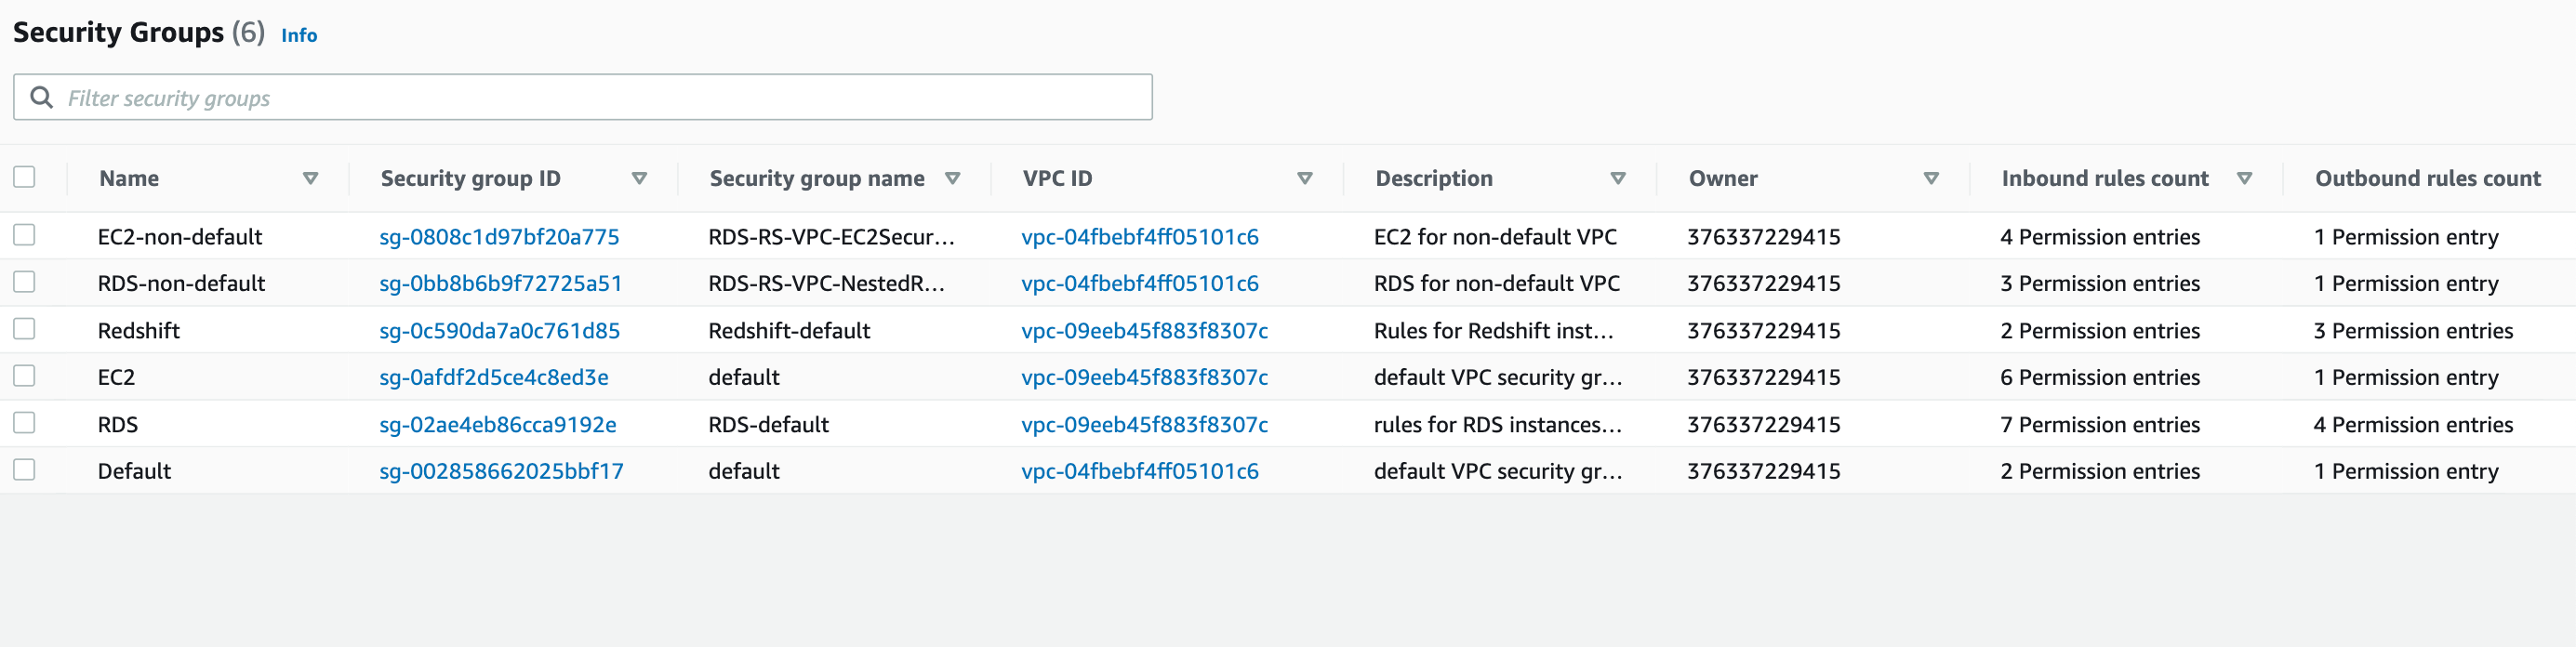 Security Groups (6) Info
Filter security groups
Name Security group ID Security group name VPC ID Description Owner Inbound rules count Outbound rules count
EC2-non-default sg-0808c1d97bf20a775 RDS-RS-VPC-EC2Secur... vpc-04fbebf4ff05101c6 EC2 for non-default VPC 376337229415 4 Permission entries 1 Permission entry
RDS-non-default sg-0bb8b6b9f72725a51 RDS-RS-VPC-NestedR... vpc-04fbebf4ff05101c6 RDS for non-default VPC 376337229415 3 Permission entries 1 Permission entry
Redshift sg-0c590da7a0c761d85 Redshift-default vpc-09eeb45f883f8307c Rules for Redshift inst... 376337229415 2 Permission entries 3 Permission entries
EC2 sg-0afdf2d5ce4c8ed3e default vpc-09eeb45f883f8307c default VPC security gr... 376337229415 6 Permission entries 1 Permission entry
RDS sg-02ae4eb86cca9192e RDS-default vpc-09eeb45f883f8307c rules for RDS instances... 376337229415 7 Permission entries 4 Permission entries
Default sg-002858662025bbf17 default vpc-04fbebf4ff05101c6 default VPC security gr... 376337229415 2 Permission entries 1 Permission entry